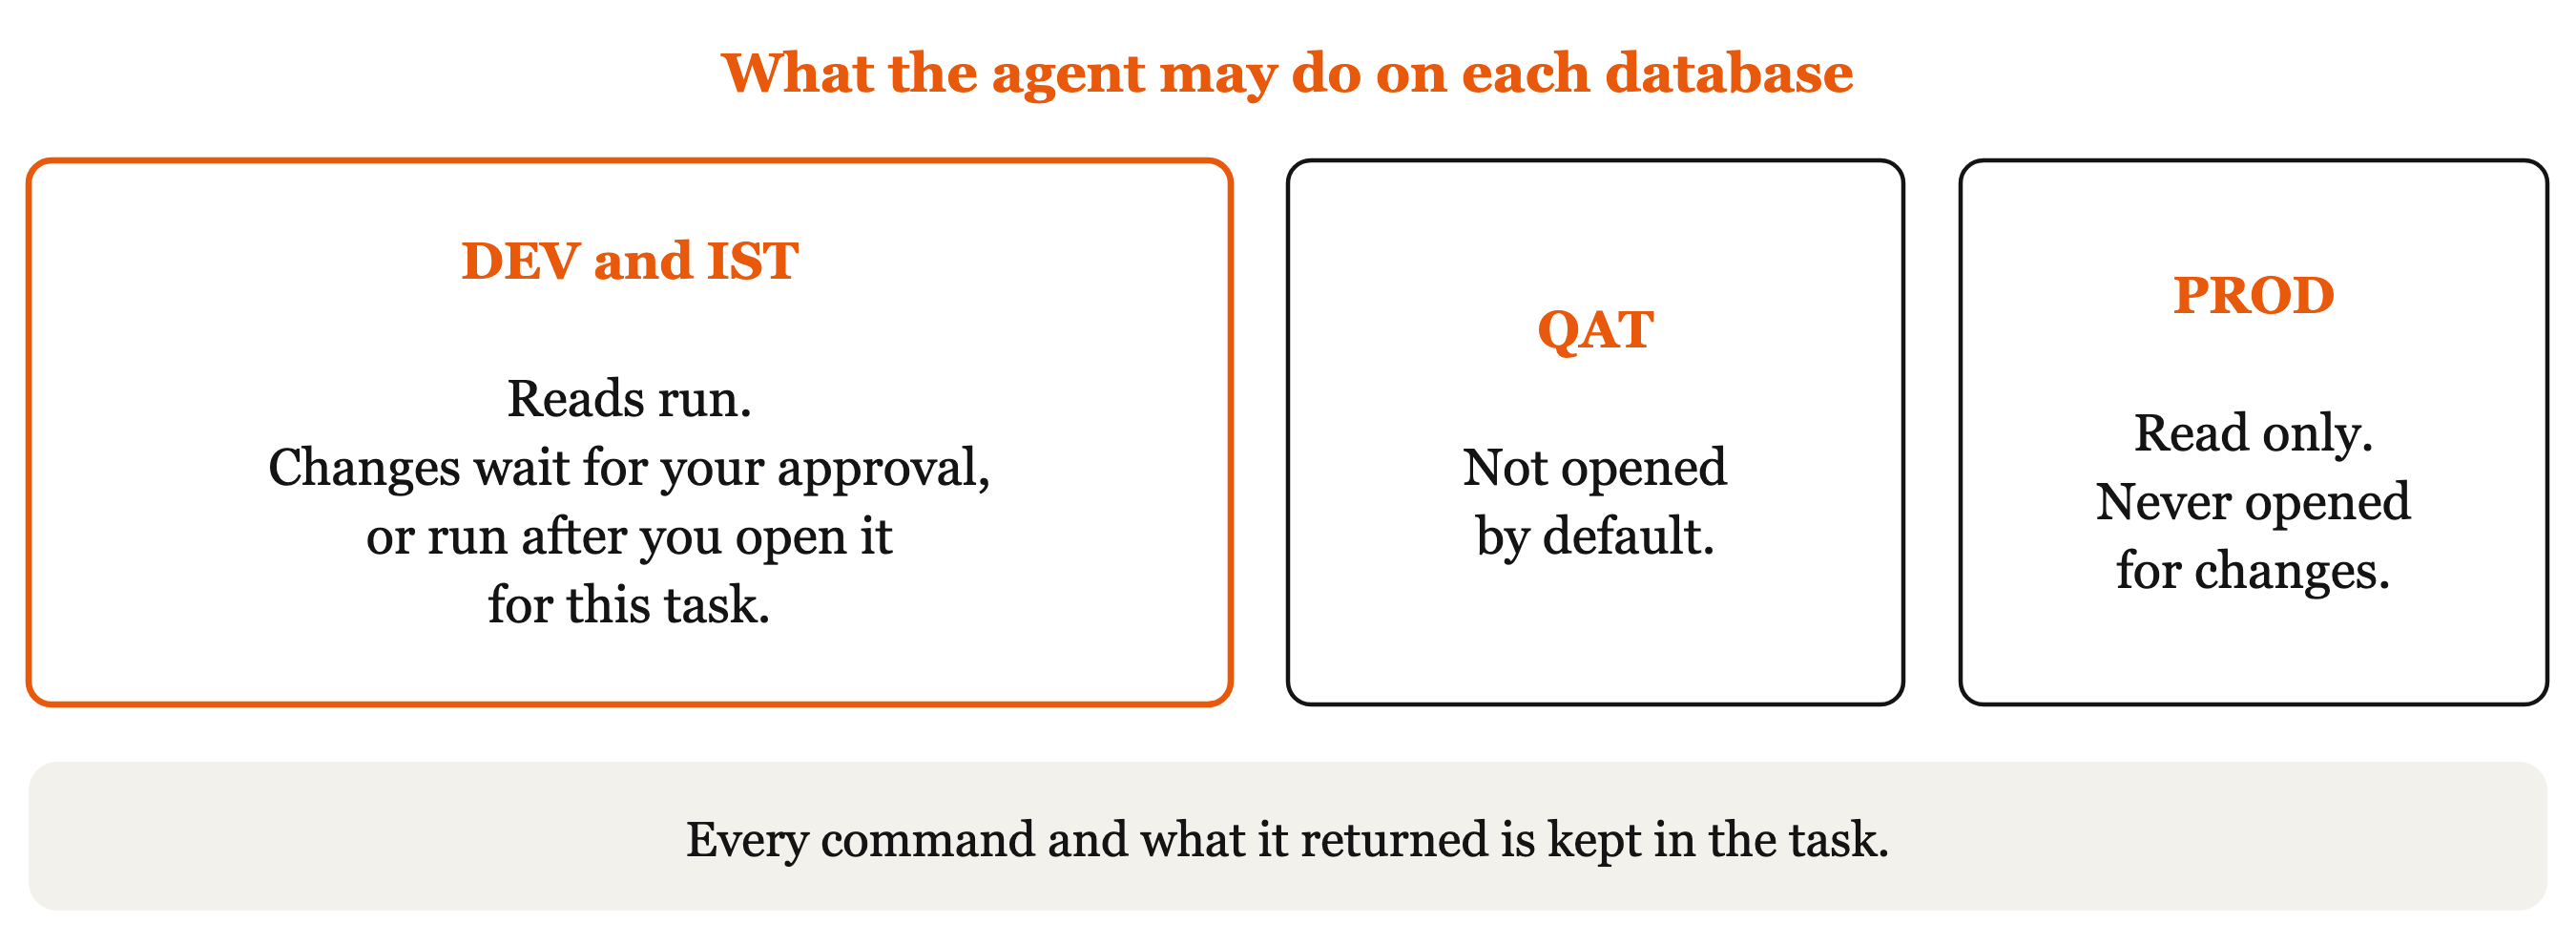 What the agent may do on each database
DEV and IST
Reads run.
Changes wait for your approval,
or run after you open it
for this task.
QAT
Not opened
by default.
PROD
Read only.
Never opened
for changes.
Every command and what it returned is kept in the task.